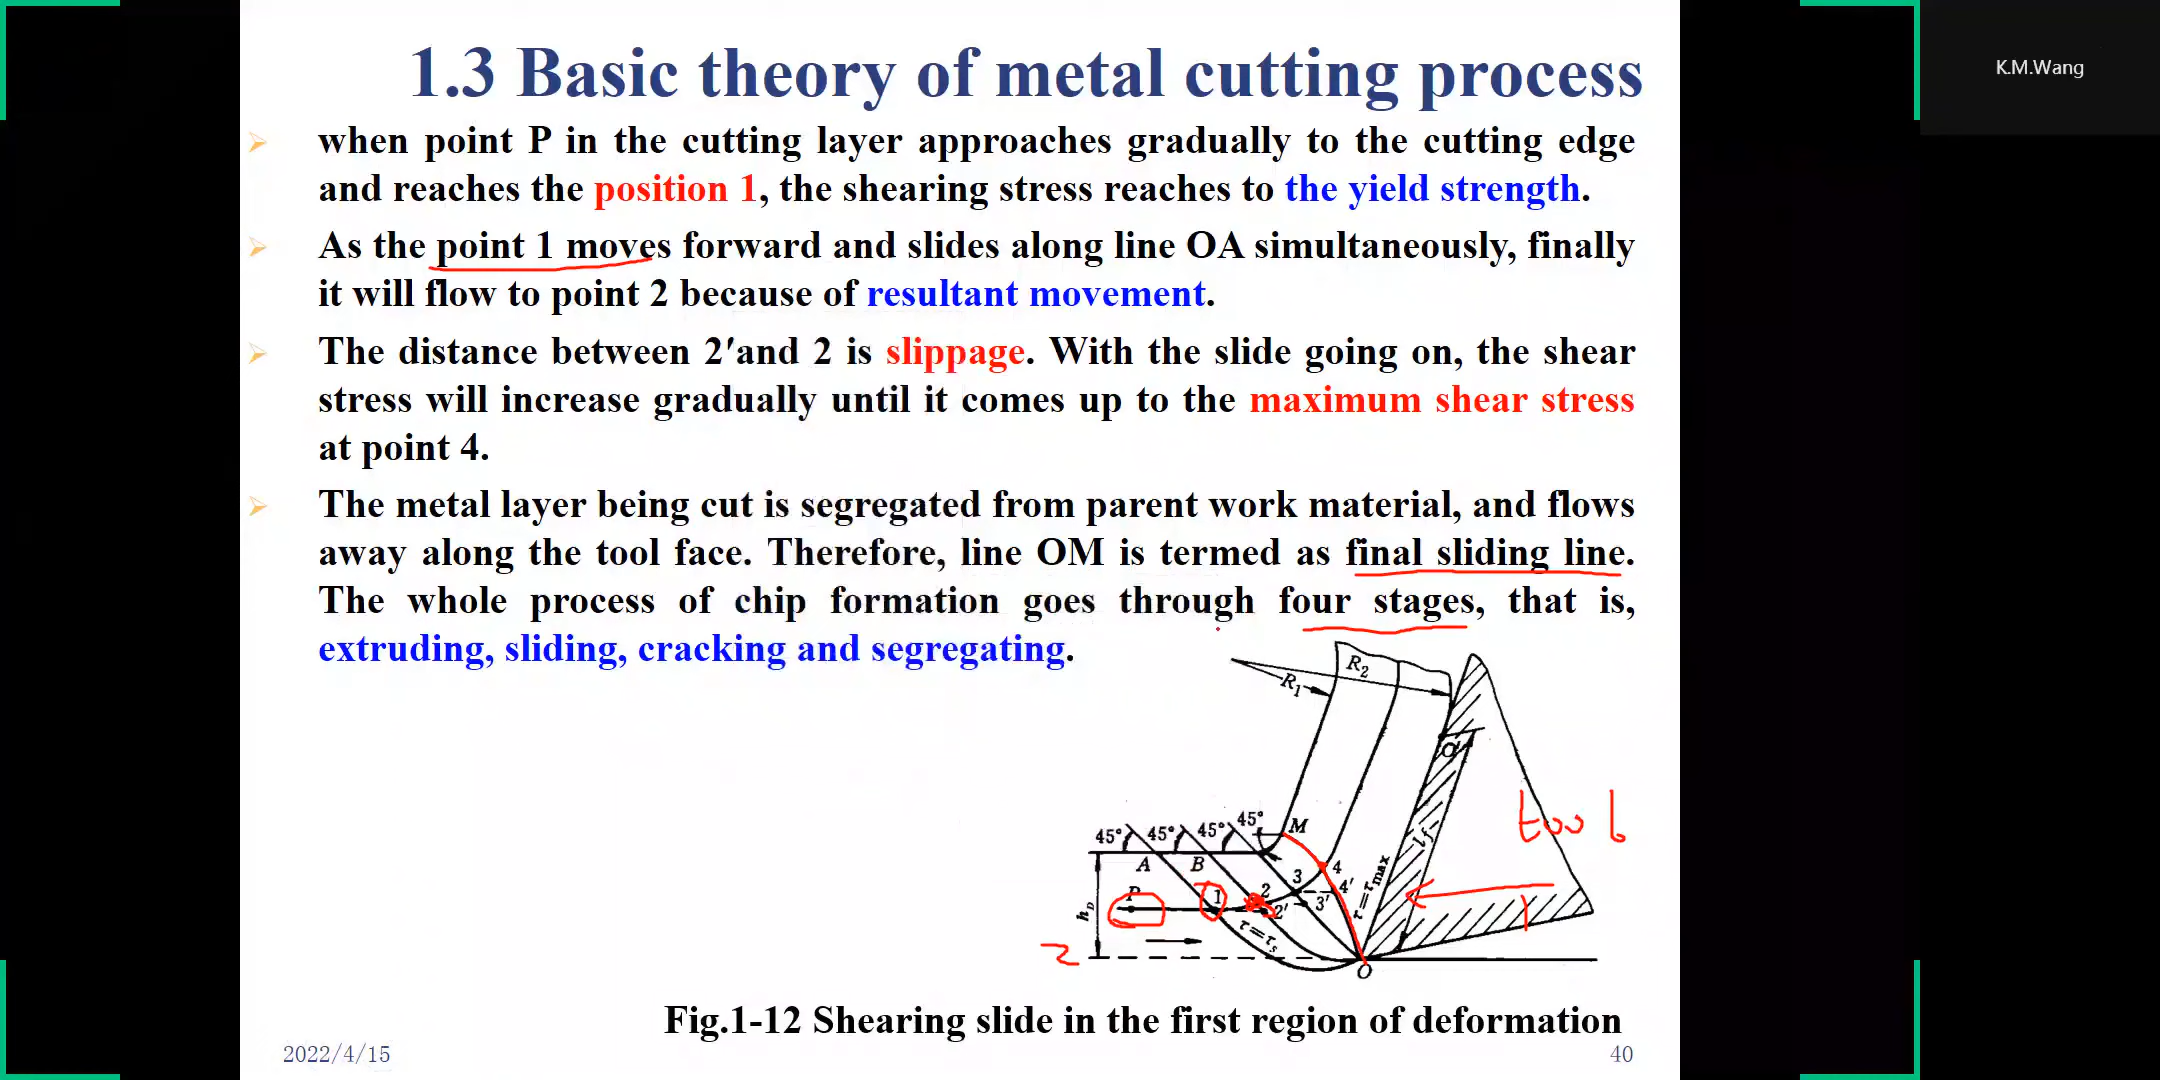 1.3 Basic theory of metal cutting process
K.M.Wang
when point P in the cutting layer approaches gradually to the cutting edge
and reaches the position 1, the shearing stress reaches to the yield strength.
As the point 1 moves forward and slides along line OA simultaneously, finally
it will flow to point 2 because of resultant movement.
The distance between 2′and 2 is slippage. With the slide going on, the shear
stress will increase gradually until it comes up to the maximum shear stress
at point 4.
The metal layer being cut is segregated from parent work material, and flows
away along the tool face. Therefore, line OM is termed as final sliding line.
The whole process of chip formation goes through four stages, that is,
extruding, sliding, cracking and segregating.
R₁ R₂
tool
45° 45° 45° 45° M
A B
l_f
τ=τmax
P 1 2 3 4
2′ 3′ 4′
h_D
τ=τs
O
Fig.1-12 Shearing slide in the first region of deformation
2022/4/15
40